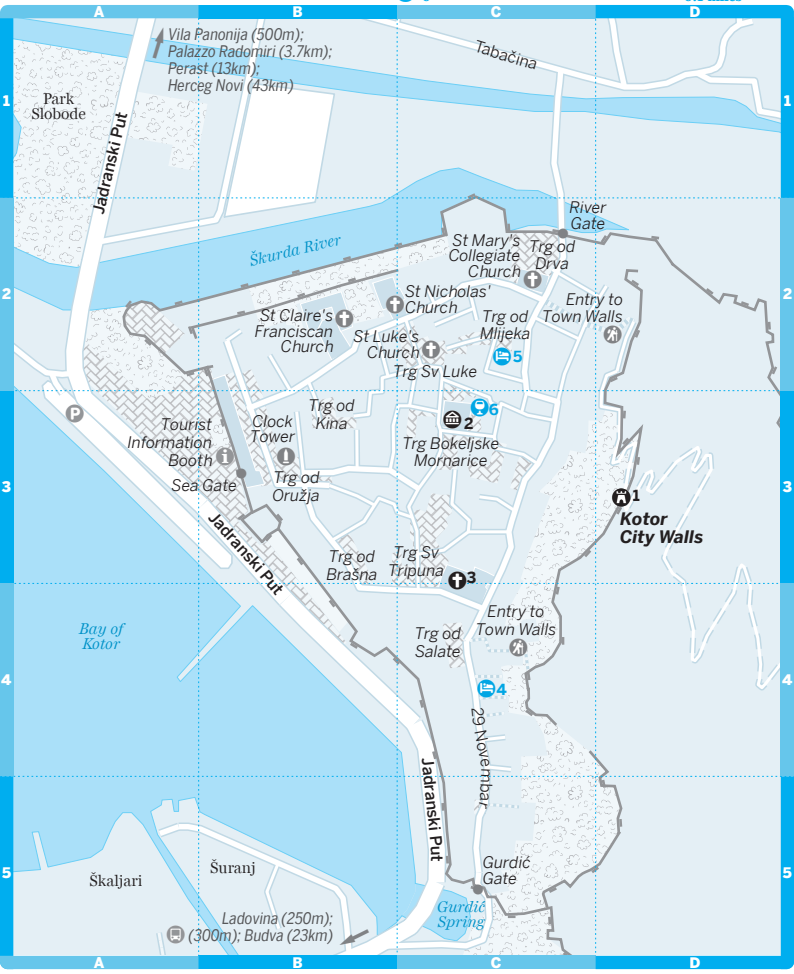 A
B
C
D
Vila Panonija (500m);
Palazzo Radomiri (3.7km);
Perast (13km);
Herceg Novi (43km)
Tabačina
1
1
Park
Slobode
Jadranski Put
River
Gate
Škurda River
St Mary's
Collegiate
Church
Trg od
Drva
2
2
St Nicholas'
Church
Entry to
Town Walls
St Claire's
Franciscan
Church
St Luke's
Church
Trg od
Mlijeka
5
Trg Sv Luke
P
Trg od
Kina
6
2
Tourist
Information
Booth
i
Clock
Tower
Trg Bokeljske
Mornarice
Sea Gate
Trg od
Oružja
3
3
1
Kotor
City Walls
Jadranski Put
Trg od
Brašna
Trg Sv
Tripuna
3
Bay of
Kotor
Trg od
Salate
Entry to
Town Walls
4
4
4
29 Novembar
Jadranski Put
5
5
Škaljari
Šuranj
Gurdić
Gate
Gurdić
Spring
Ladovina (250m);
(300m); Budva (23km)
A
B
C
D